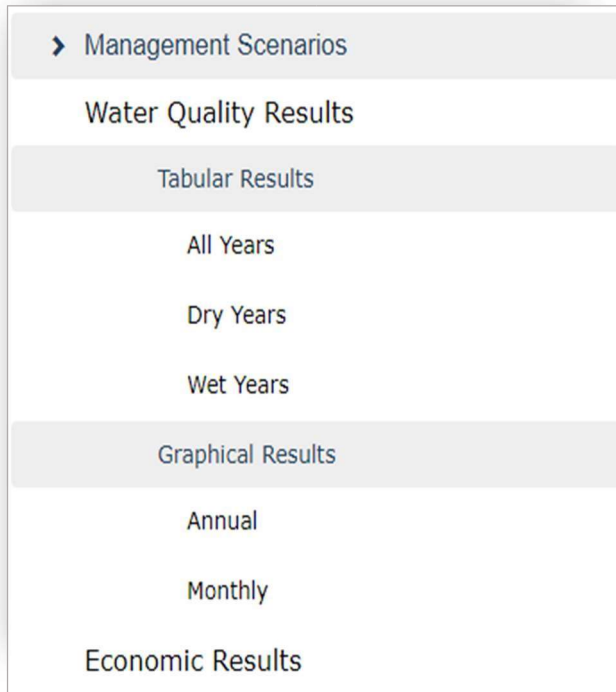 Management Scenarios
Water Quality Results
Tabular Results
All Years
Dry Years
Wet Years
Graphical Results
Annual
Monthly
Economic Results